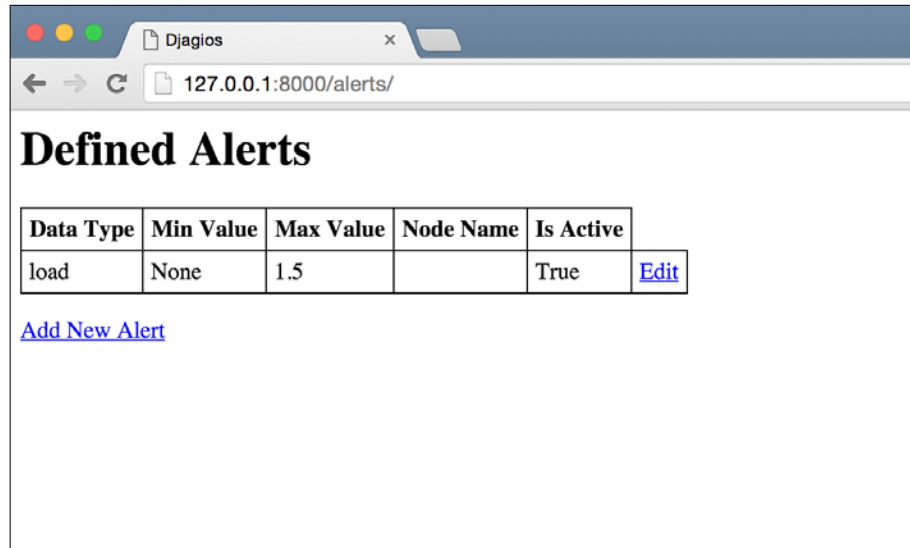 Djagios
127.0.0.1:8000/alerts/
Defined Alerts
Data Type Min Value Max Value Node Name Is Active
load None 1.5 True Edit
Add New Alert